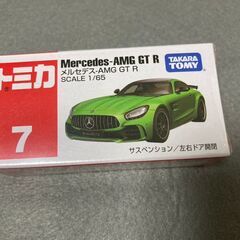 トミカ
Mercedes-AMG GT R
メルセデス-AMG GT R
SCALE 1/65
TAKARA TOMY
7
サスペンション／左右ドア開閉